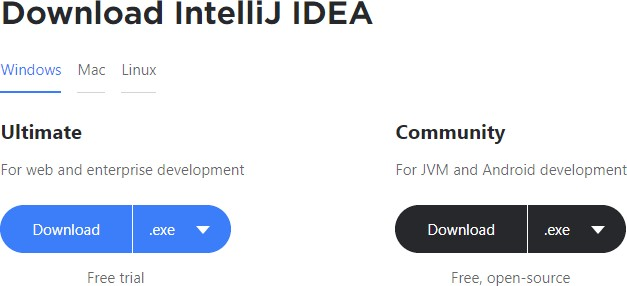 Download IntelliJ IDEA
Windows Mac Linux
Ultimate
For web and enterprise development
Download .exe
Free trial
Community
For JVM and Android development
Download .exe
Free, open-source